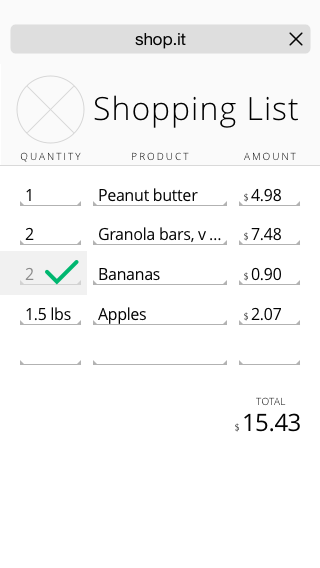 shop.it
Shopping List
QUANTITY PRODUCT AMOUNT
1 Peanut butter $ 4.98
2 Granola bars, v ... $ 7.48
2 Bananas $ 0.90
1.5 lbs Apples $ 2.07
TOTAL
$ 15.43